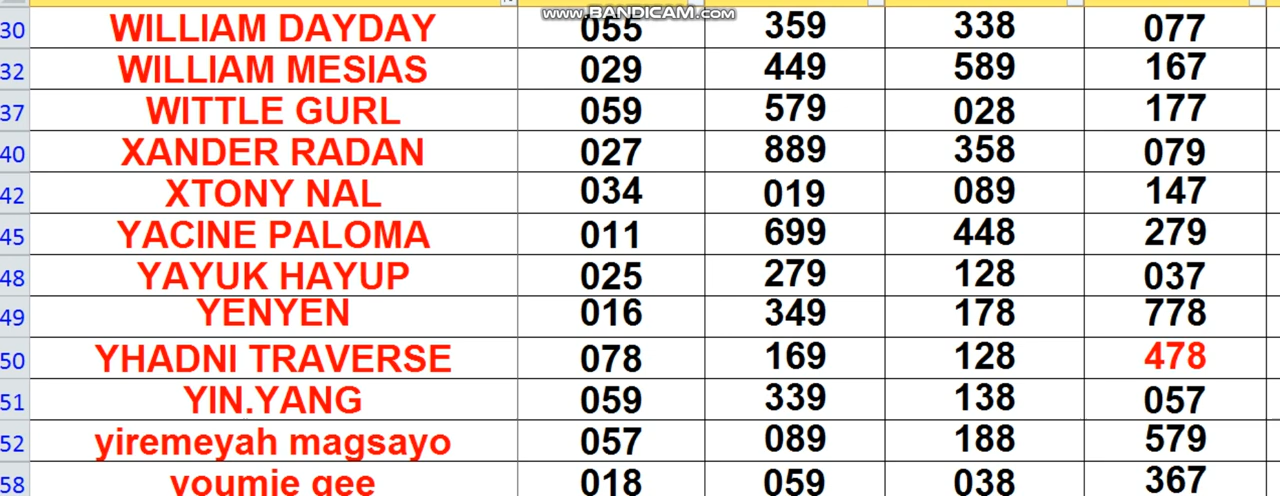 www.BANDICAM.com
30 WILLIAM DAYDAY 055 359 338 077
32 WILLIAM MESIAS 029 449 589 167
37 WITTLE GURL 059 579 028 177
40 XANDER RADAN 027 889 358 079
42 XTONY NAL 034 019 089 147
45 YACINE PALOMA 011 699 448 279
48 YAYUK HAYUP 025 279 128 037
49 YENYEN 016 349 178 778
50 YHADNI TRAVERSE 078 169 128 478
51 YIN.YANG 059 339 138 057
52 yiremeyah magsayo 057 089 188 579
58 youmie gee 018 059 038 367